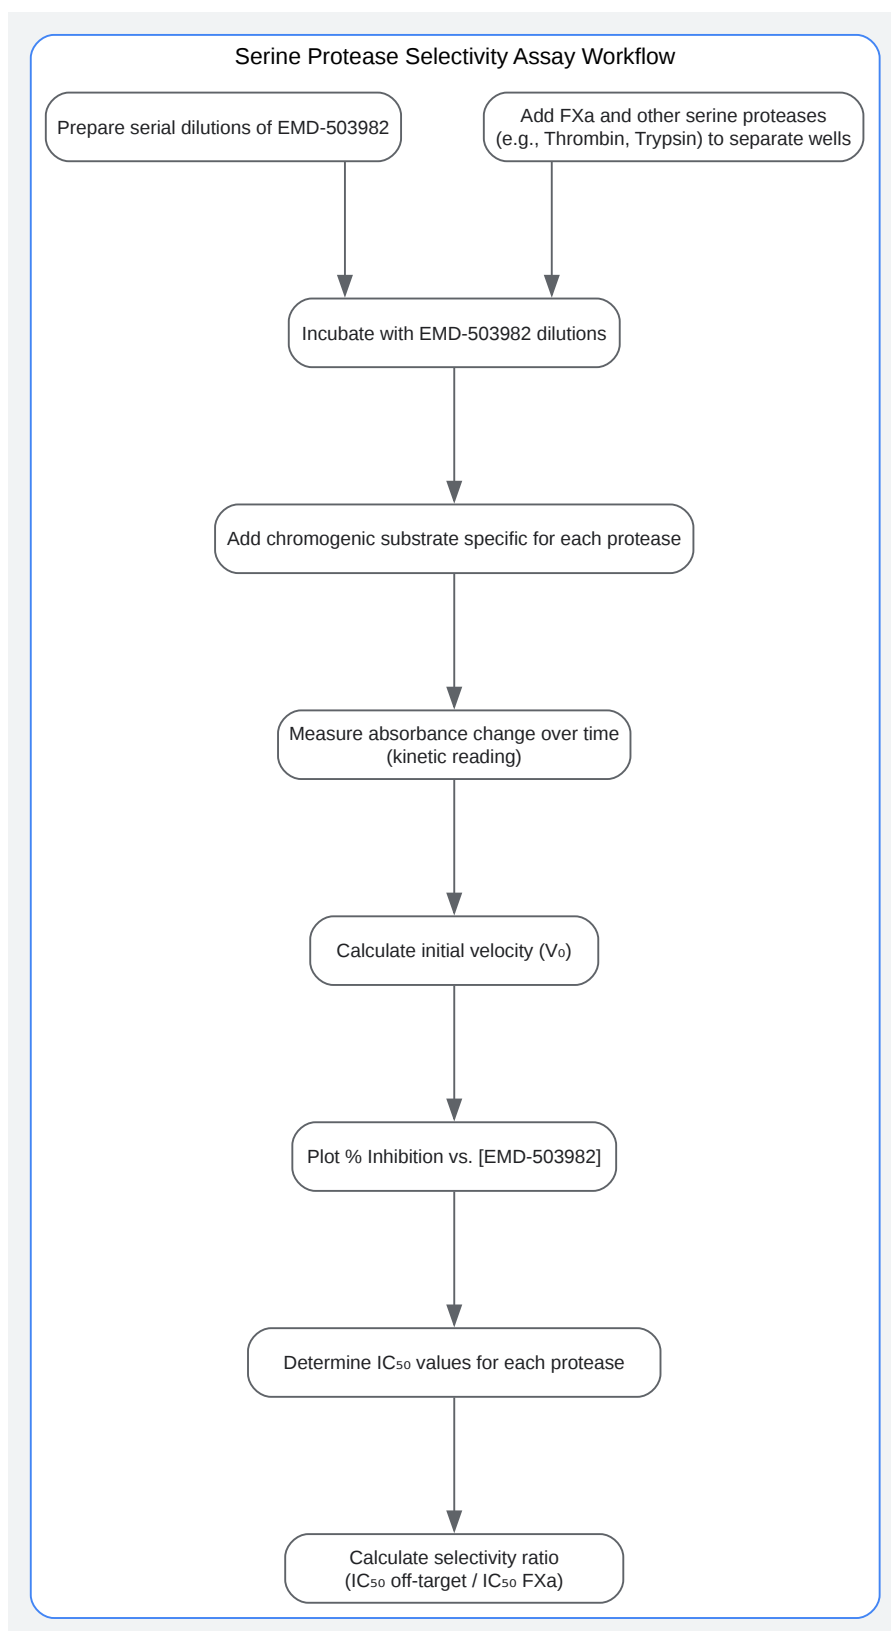 Serine Protease Selectivity Assay Workflow
Prepare serial dilutions of EMD-503982
Add FXa and other serine proteases
(e.g., Thrombin, Trypsin) to separate wells
Incubate with EMD-503982 dilutions
Add chromogenic substrate specific for each protease
Measure absorbance change over time
(kinetic reading)
Calculate initial velocity (V₀)
Plot % Inhibition vs. [EMD-503982]
Determine IC₅₀ values for each protease
Calculate selectivity ratio
(IC₅₀ off-target / IC₅₀ FXa)